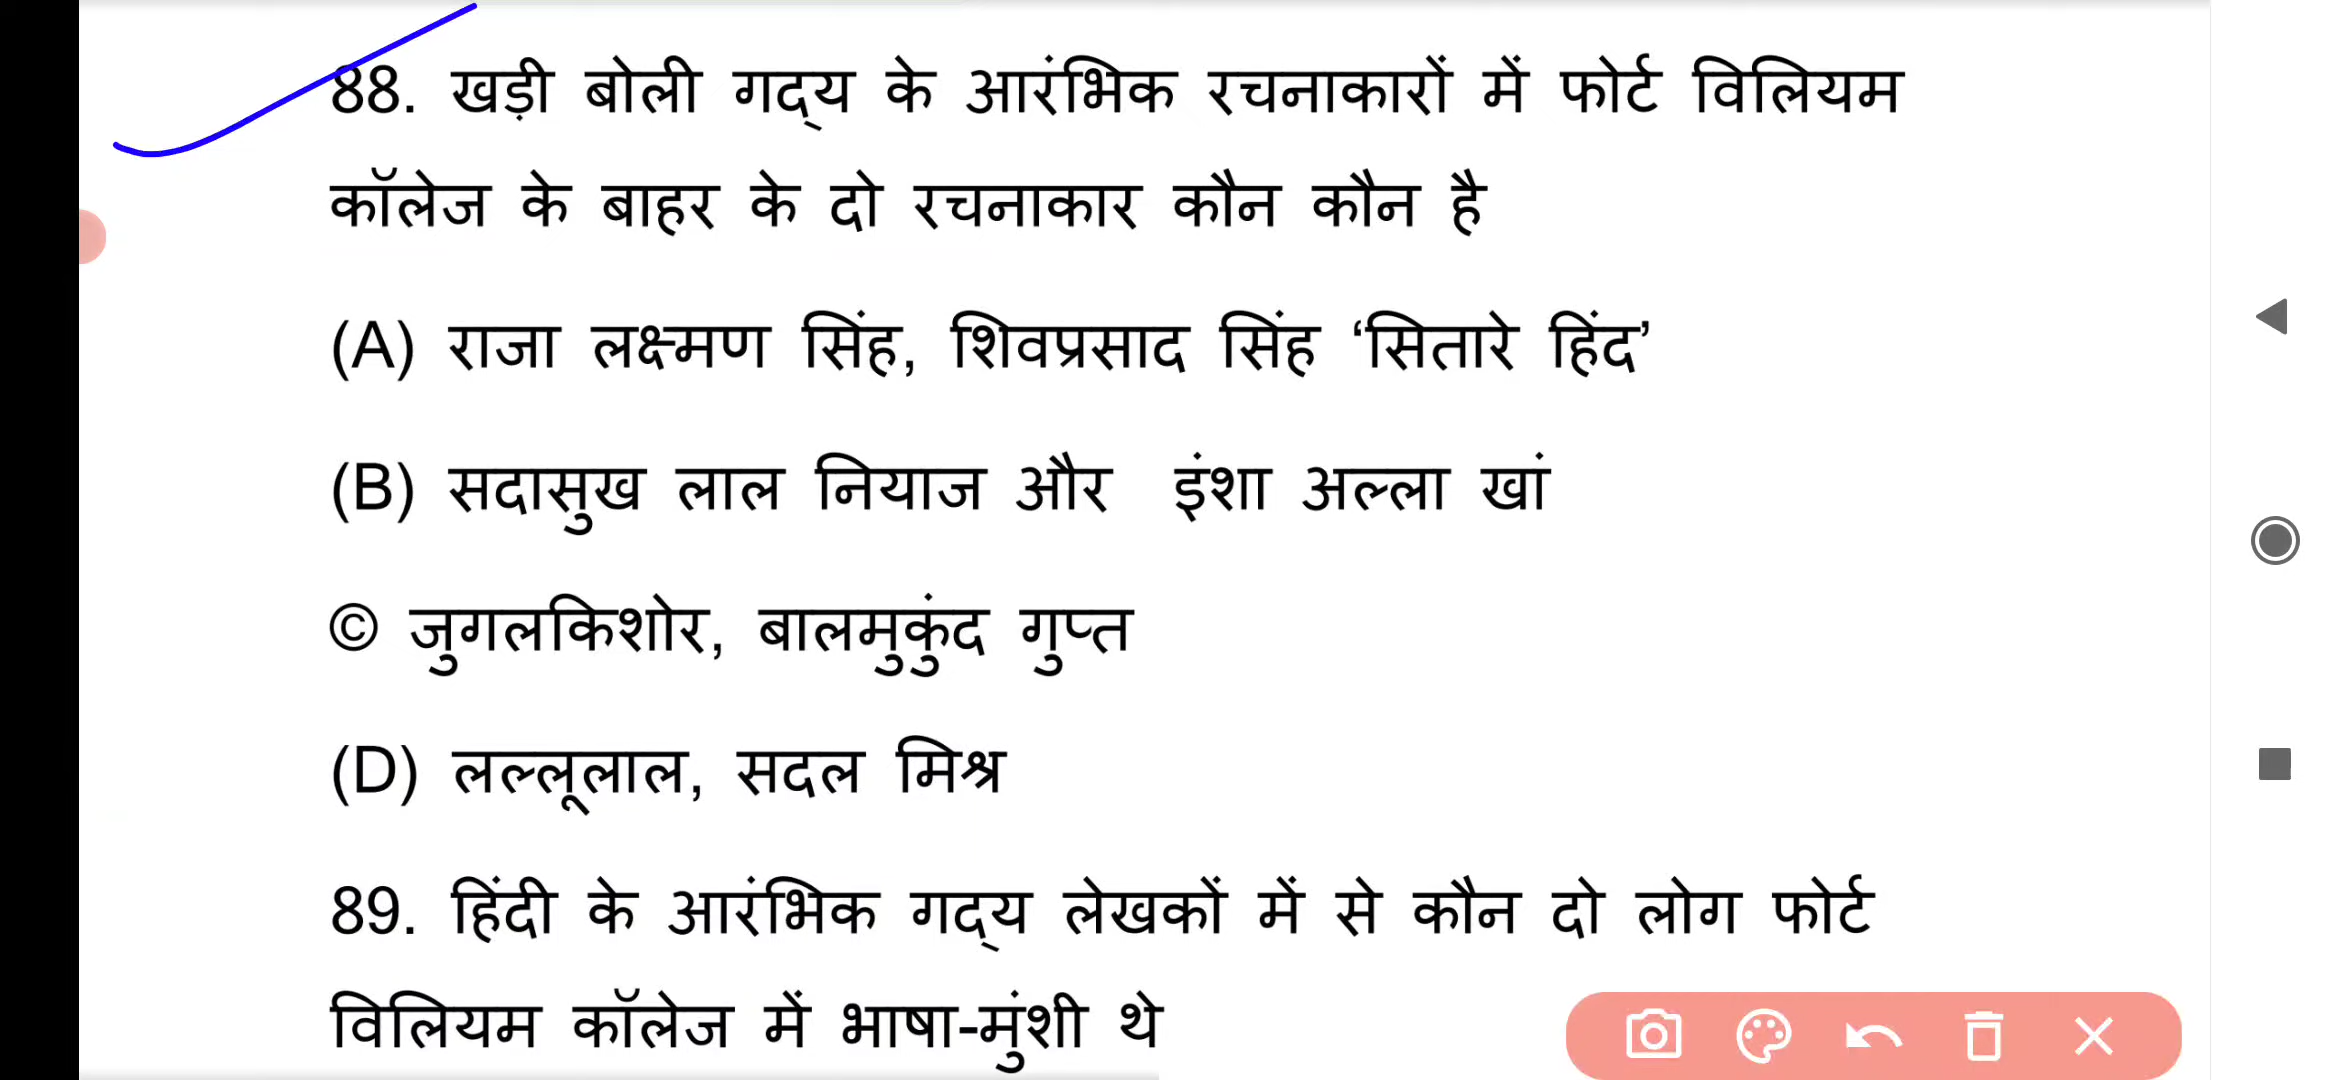 88. खड़ी बोली गद्य के आरंभिक रचनाकारों में फोर्ट विलियम
कॉलेज के बाहर के दो रचनाकार कौन कौन है
(A) राजा लक्ष्मण सिंह, शिवप्रसाद सिंह ‘सितारे हिंद’
(B) सदासुख लाल नियाज और इंशा अल्ला खां
© जुगलकिशोर, बालमुकुंद गुप्त
(D) लल्लूलाल, सदल मिश्र
89. हिंदी के आरंभिक गद्य लेखकों में से कौन दो लोग फोर्ट
विलियम कॉलेज में भाषा-मुंशी थे